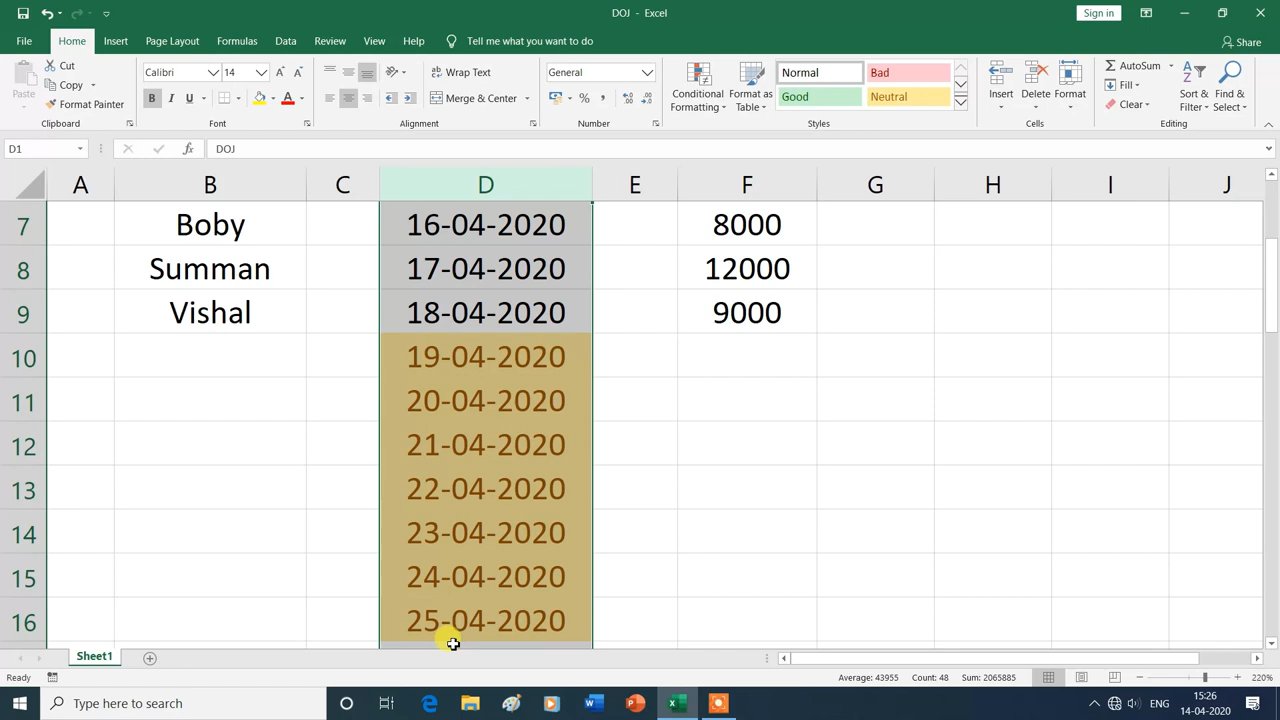 DOJ - Excel
Sign in
File Home Insert Page Layout Formulas Data Review View Help Tell me what you want to do Share
Paste
Cut
Copy
Format Painter
Clipboard
Calibri 14
B I U
Font
Wrap Text
Merge & Center
Alignment
General
Number
Conditional Formatting
Format as Table
Normal Bad
Good Neutral
Styles
Insert Delete Format
Cells
AutoSum
Fill
Clear
Sort & Filter
Find & Select
Editing
D1 fx DOJ
A B C D E F G H I J
7 Boby 16-04-2020 8000
8 Summan 17-04-2020 12000
9 Vishal 18-04-2020 9000
10 19-04-2020
11 20-04-2020
12 21-04-2020
13 22-04-2020
14 23-04-2020
15 24-04-2020
16 25-04-2020
Sheet1
Ready Average: 43955 Count: 48 Sum: 2065885 220%
Type here to search
ENG
15:26
14-04-2020